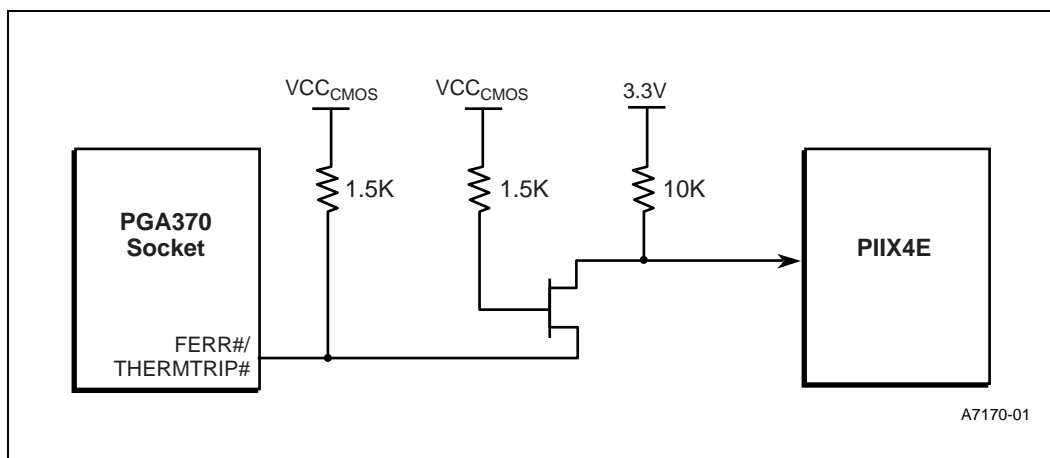 VCCCMOS
VCCCMOS
3.3V
1.5K
1.5K
10K
PGA370
Socket
PIIX4E
FERR#/
THERMTRIP#
A7170-01